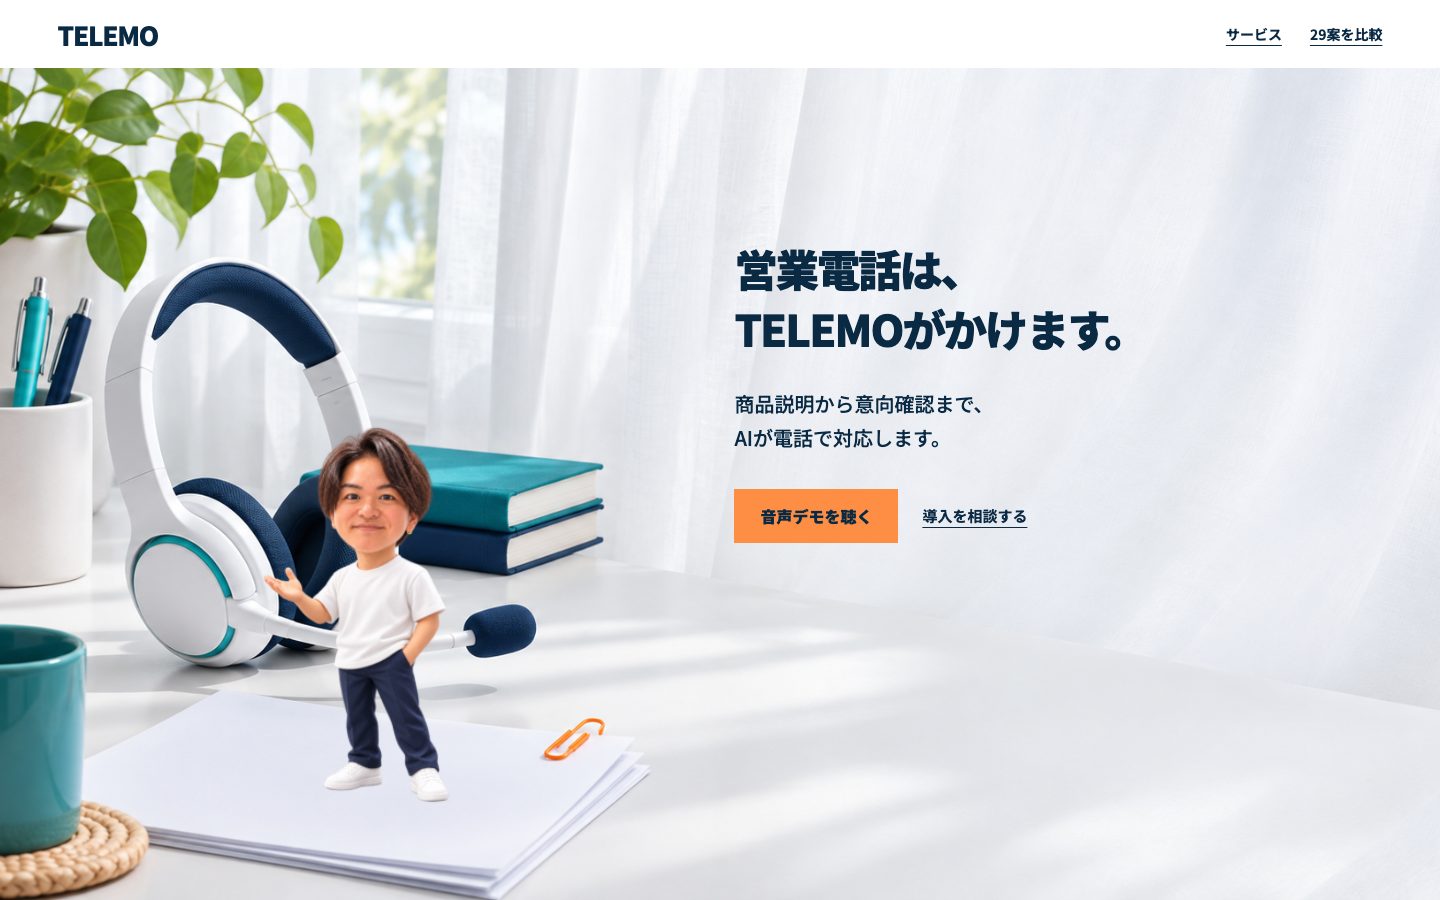 TELEMO
サービス
29案を比較
営業電話は、
TELEMOがかけます。
商品説明から意向確認まで、
AIが電話で対応します。
音声デモを聴く
導入を相談する